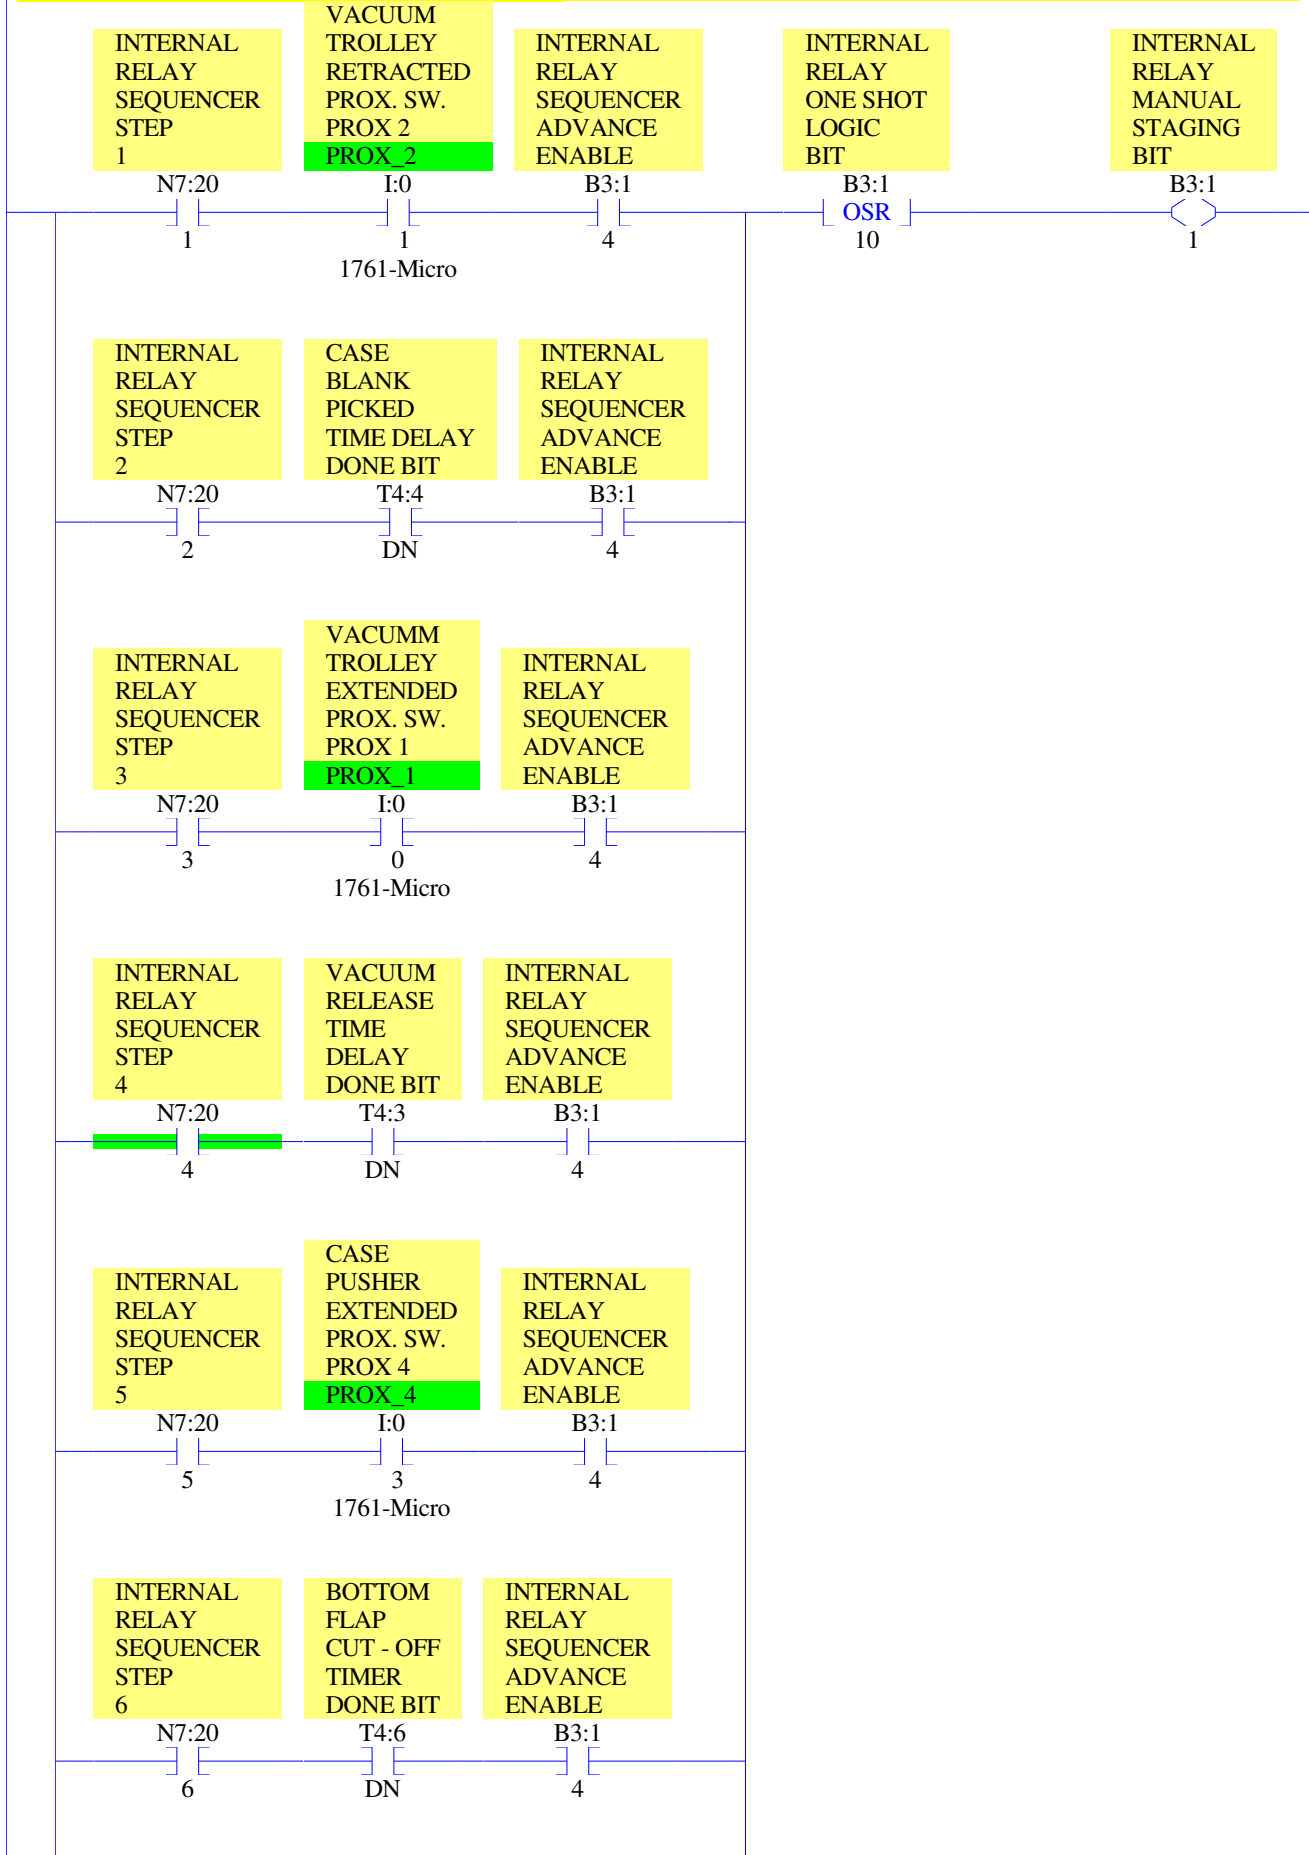 INTERNAL
RELAY
SEQUENCER
STEP
1
N7:20
1
VACUUM
TROLLEY
RETRACTED
PROX. SW.
PROX 2
PROX_2
I:0
1
1761-Micro
INTERNAL
RELAY
SEQUENCER
ADVANCE
ENABLE
B3:1
4
INTERNAL
RELAY
ONE SHOT
LOGIC
BIT
B3:1
OSR
10
INTERNAL
RELAY
MANUAL
STAGING
BIT
B3:1
1
INTERNAL
RELAY
SEQUENCER
STEP
2
N7:20
2
CASE
BLANK
PICKED
TIME DELAY
DONE BIT
T4:4
DN
INTERNAL
RELAY
SEQUENCER
ADVANCE
ENABLE
B3:1
4
INTERNAL
RELAY
SEQUENCER
STEP
3
N7:20
3
VACUMM
TROLLEY
EXTENDED
PROX. SW.
PROX 1
PROX_1
I:0
0
1761-Micro
INTERNAL
RELAY
SEQUENCER
ADVANCE
ENABLE
B3:1
4
INTERNAL
RELAY
SEQUENCER
STEP
4
N7:20
4
VACUUM
RELEASE
TIME
DELAY
DONE BIT
T4:3
DN
INTERNAL
RELAY
SEQUENCER
ADVANCE
ENABLE
B3:1
4
INTERNAL
RELAY
SEQUENCER
STEP
5
N7:20
5
CASE
PUSHER
EXTENDED
PROX. SW.
PROX 4
PROX_4
I:0
3
1761-Micro
INTERNAL
RELAY
SEQUENCER
ADVANCE
ENABLE
B3:1
4
INTERNAL
RELAY
SEQUENCER
STEP
6
N7:20
6
BOTTOM
FLAP
CUT - OFF
TIMER
DONE BIT
T4:6
DN
INTERNAL
RELAY
SEQUENCER
ADVANCE
ENABLE
B3:1
4